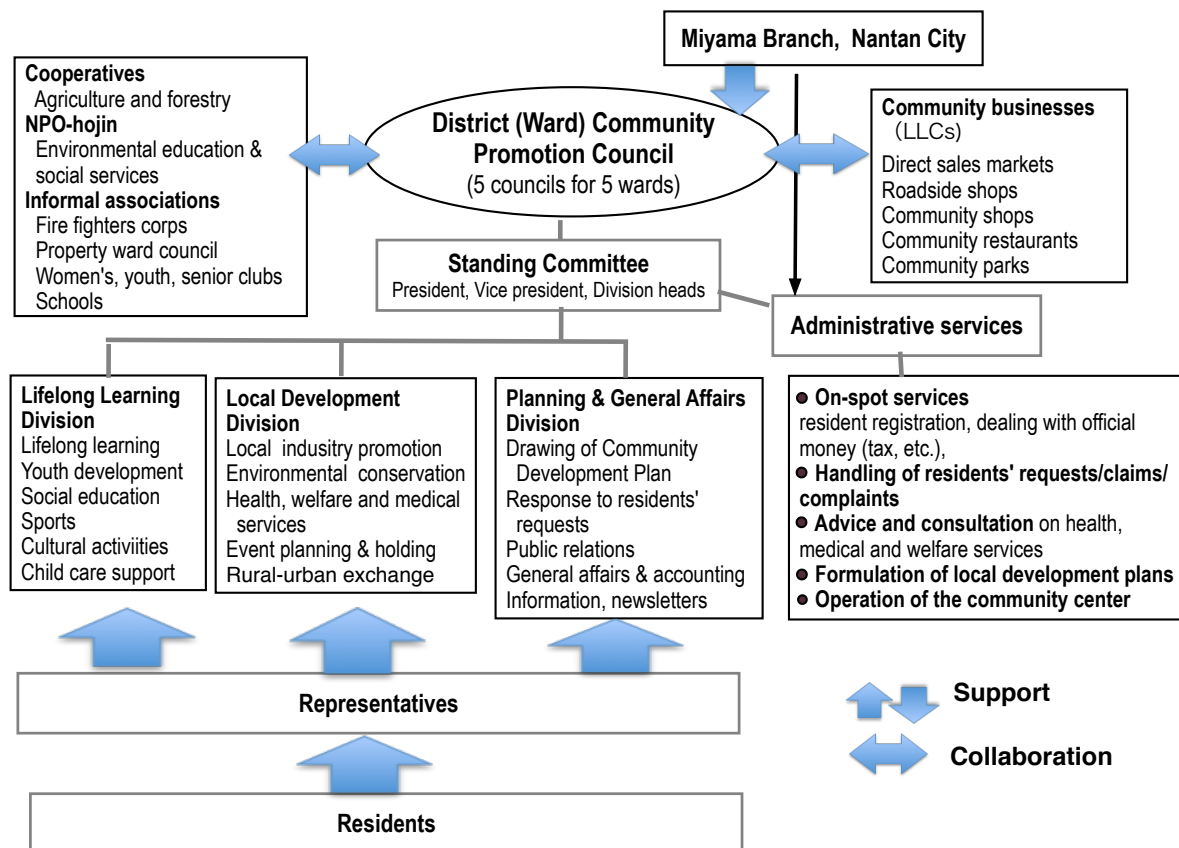 Miyama Branch, Nantan City
Cooperatives
Agriculture and forestry
NPO-hojin
Environmental education &
social services
Informal associations
Fire fighters corps
Property ward council
Women's, youth, senior clubs
Schools
District (Ward) Community
Promotion Council
(5 councils for 5 wards)
Community businesses
(LLCs)
Direct sales markets
Roadside shops
Community shops
Community restaurants
Community parks
Standing Committee
President, Vice president, Division heads
Administrative services
Lifelong Learning
Division
Lifelong learning
Youth development
Social education
Sports
Cultural activiities
Child care support
Local Development
Division
Local indusitry promotion
Environmental conservation
Health, welfare and medical
services
Event planning & holding
Rural-urban exchange
Planning & General Affairs
Division
Drawing of Community
Development Plan
Response to residents'
requests
Public relations
General affairs & accounting
Information, newsletters
● On-spot services
resident registration, dealing with official
money (tax, etc.),
● Handling of residents' requests/claims/
complaints
● Advice and consultation on health,
medical and welfare services
● Formulation of local development plans
● Operation of the community center
Representatives
Residents
Support
Collaboration